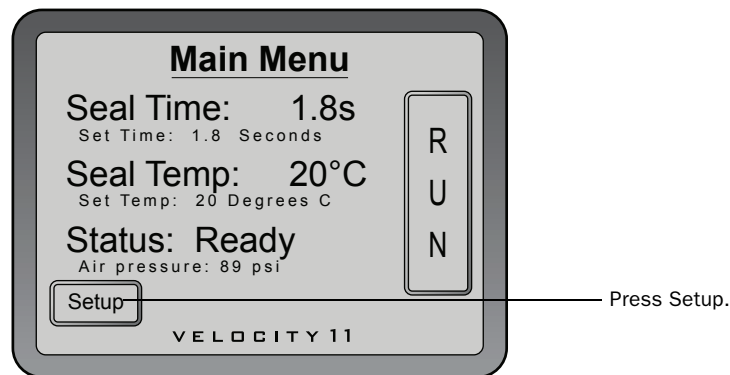 Main Menu
Seal Time: 1.8s
Set Time: 1.8 Seconds
Seal Temp: 20°C
Set Temp: 20 Degrees C
Status: Ready
Air pressure: 89 psi
RUN
Setup
Press Setup.
VELOCITY 11